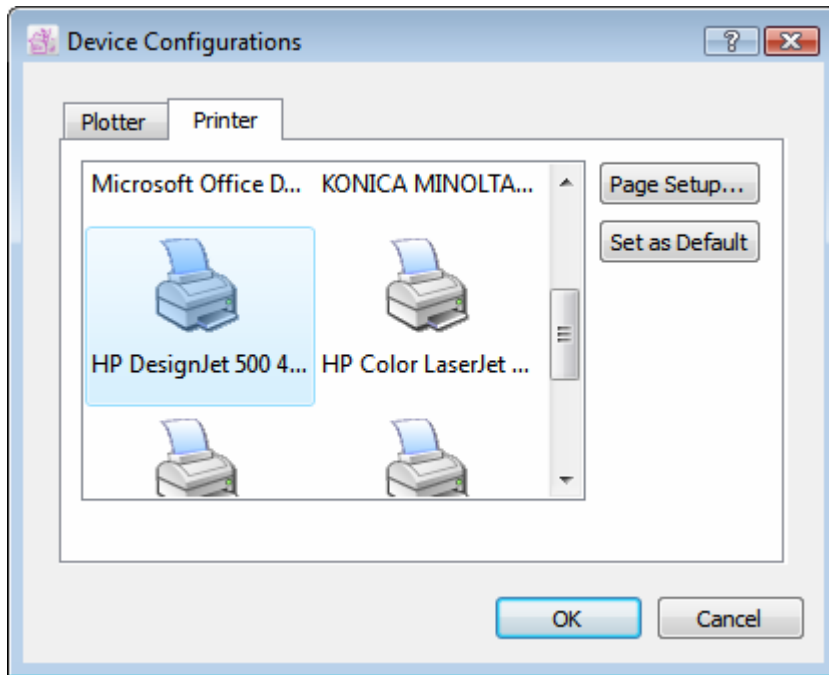 Device Configurations
Plotter
Printer
Microsoft Office D...
KONICA MINOLTA...
Page Setup...
Set as Default
HP DesignJet 500 4...
HP Color LaserJet ...
OK
Cancel